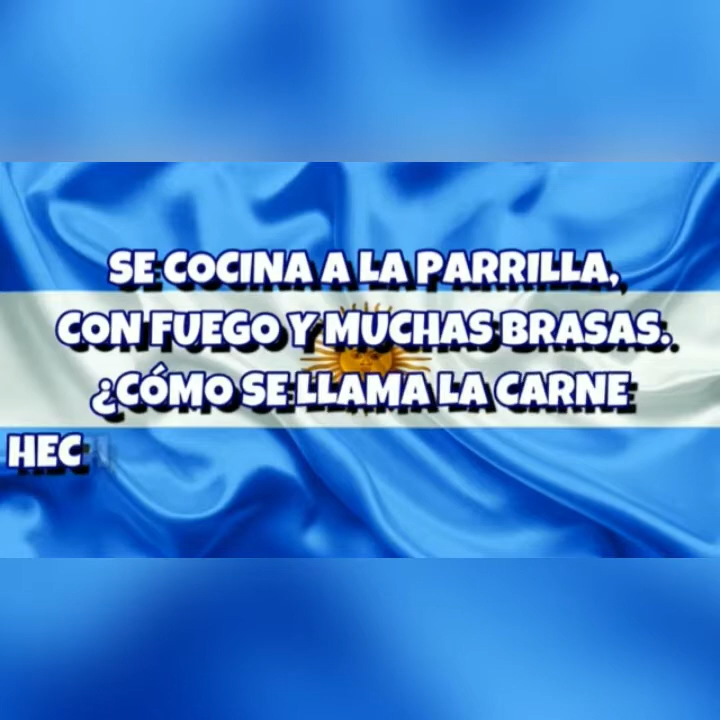 SE COCINA A LA PARRILLA,
CON FUEGO Y MUCHAS BRASAS.
¿CÓMO SE LLAMA LA CARNE
HEC